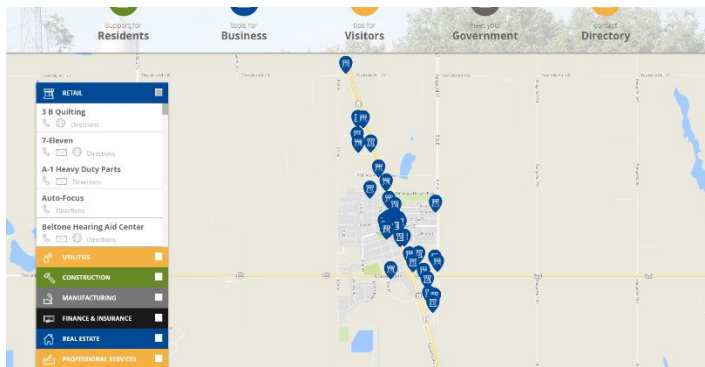 support for
Residents
tools for
Business
tips for
Visitors
meet your
Government
contact
Directory
RETAIL
3 B Quilting
Directions
7-Eleven
Directions
A-1 Heavy Duty Parts
Directions
Auto-Focus
Directions
Beltone Hearing Aid Center
Directions
UTILITIES
CONSTRUCTION
MANUFACTURING
FINANCE & INSURANCE
REAL ESTATE
PROFESSIONAL SERVICES